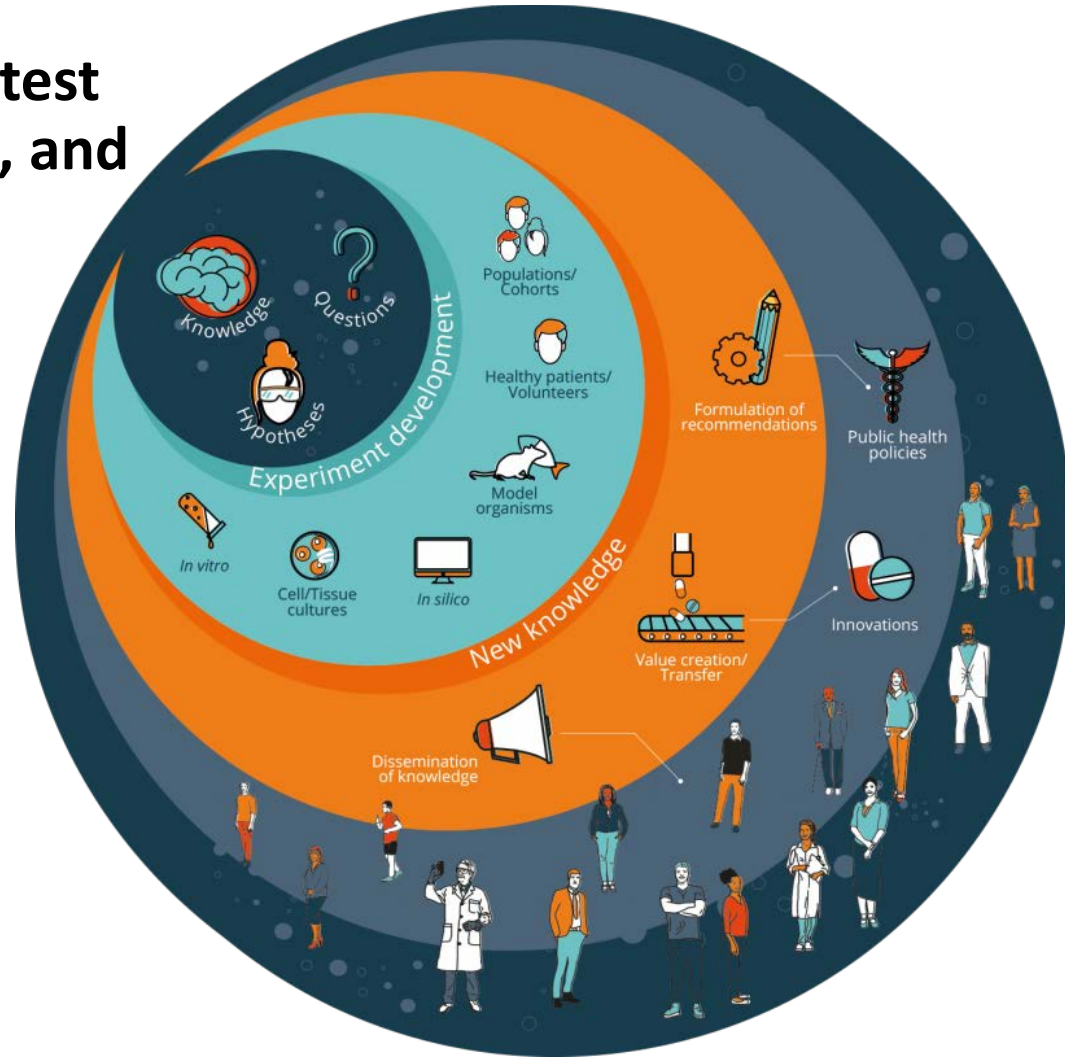 test
, and
Knowledge
Questions
Hypotheses
Experiment development
Populations/
Cohorts
Healthy patients/
Volunteers
Model
organisms
In vitro
Cell/Tissue
cultures
In silico
New knowledge
Formulation of
recommendations
Public health
policies
Value creation/
Transfer
Innovations
Dissemination
of knowledge